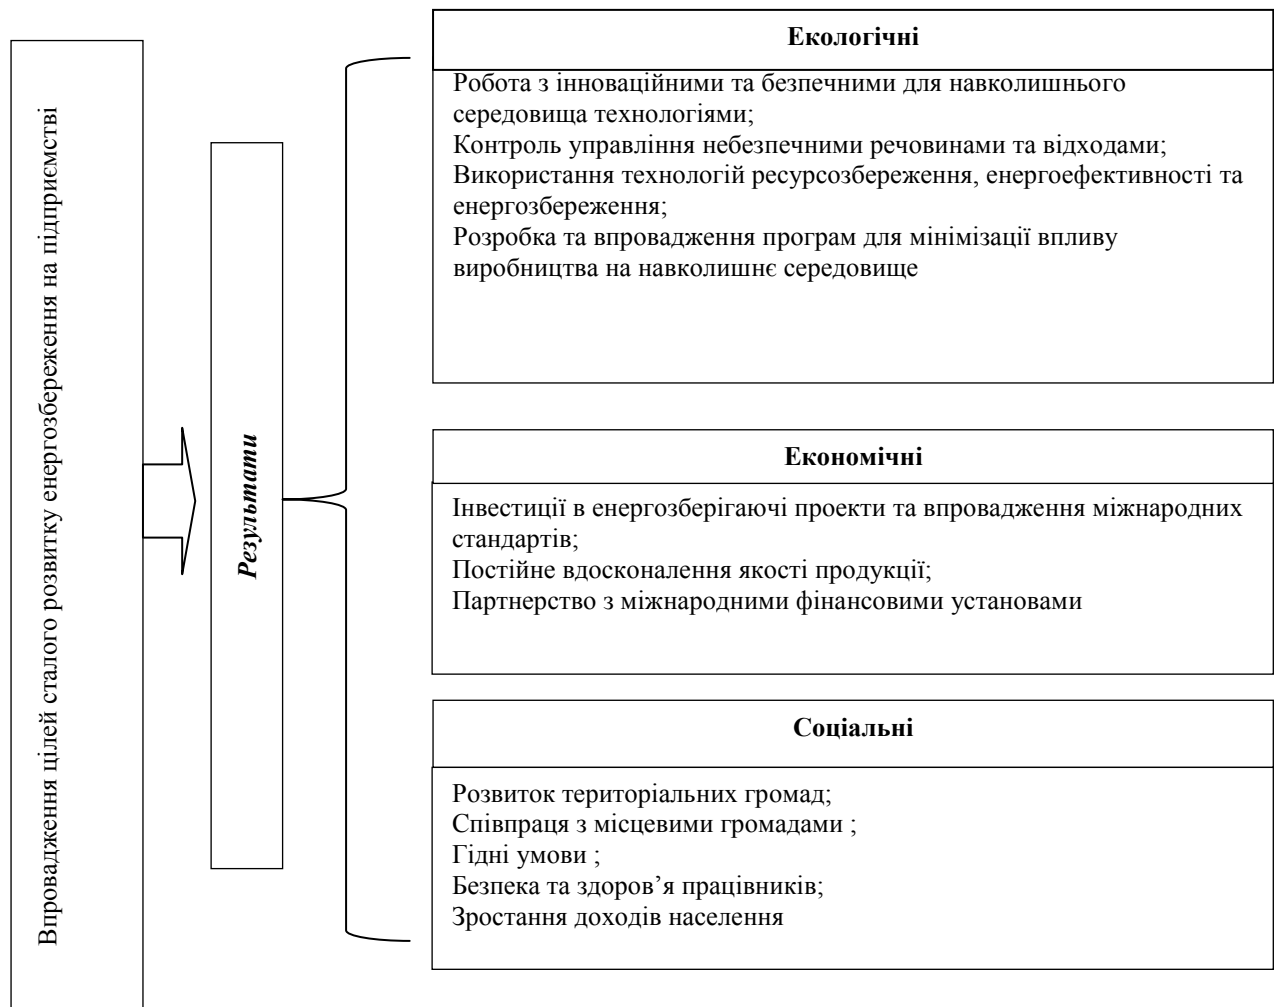 Впровадження цілей сталого розвитку енергозбереження на підприємстві
Результати
Екологічні
Робота з інноваційними та безпечними для навколишнього
середовища технологіями;
Контроль управління небезпечними речовинами та відходами;
Використання технологій ресурсозбереження, енергоефективності та
енергозбереження;
Розробка та впровадження програм для мінімізації впливу
виробництва на навколишнє середовище
Економічні
Інвестиції в енергозберігаючі проекти та впровадження міжнародних
стандартів;
Постійне вдосконалення якості продукції;
Партнерство з міжнародними фінансовими установами
Соціальні
Розвиток територіальних громад;
Співпраця з місцевими громадами ;
Гідні умови ;
Безпека та здоров’я працівників;
Зростання доходів населення